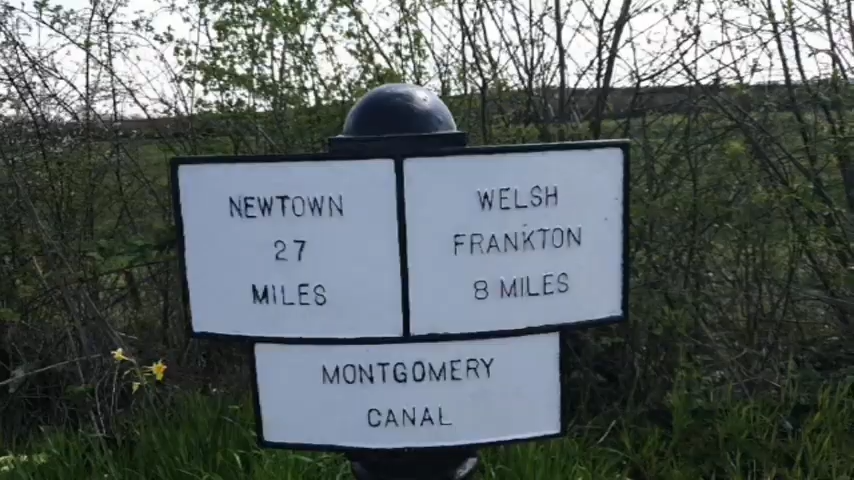 NEWTOWN
27
MILES
WELSH
FRANKTON
8 MILES
MONTGOMERY
CANAL